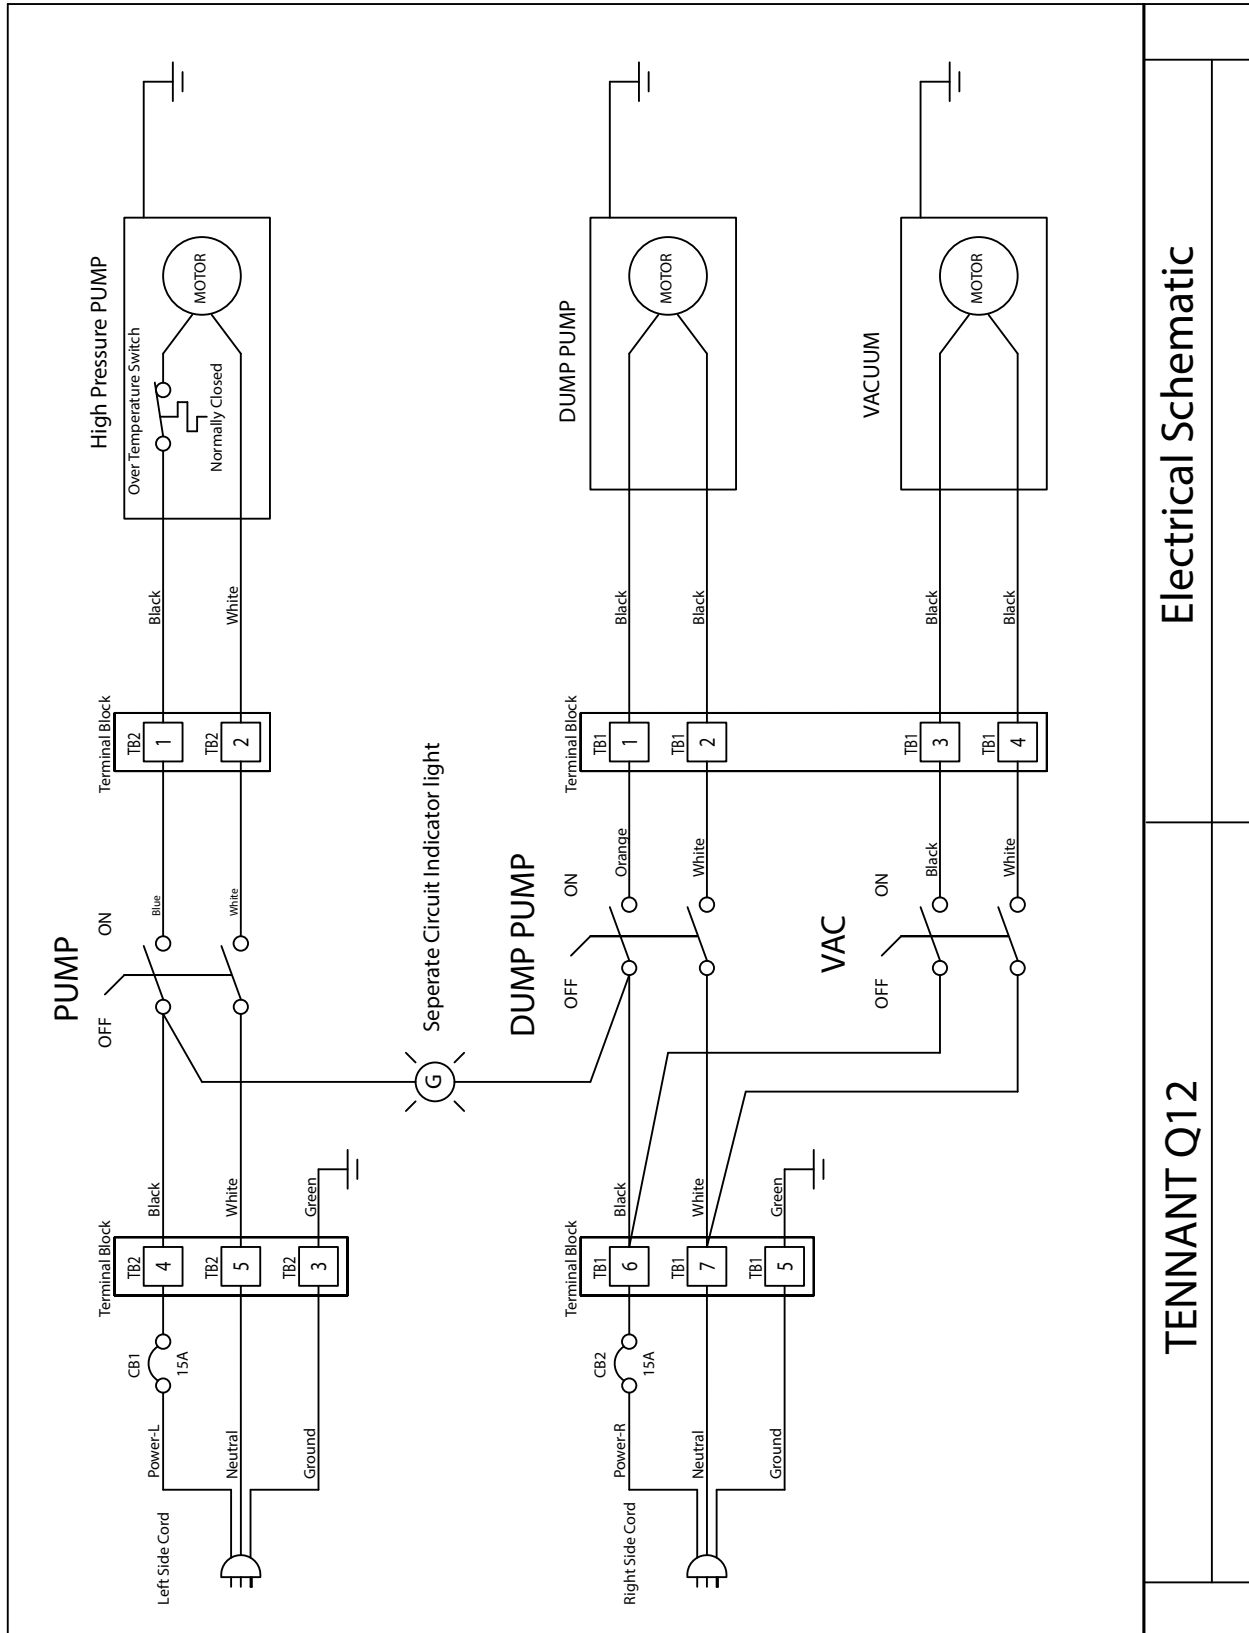 PUMP
High Pressure PUMP
OFF
ON
Terminal Block
Terminal Block
Over Temperature Switch
CB1
TB2
TB2
Power-L
4
Black
Blue
1
Black
Left Side Cord
15A
MOTOR
TB2
TB2
Normally Closed
Neutral
5
White
White
2
White
TB2
Ground
3
Green
Seperate Circuit Indicator light
G
DUMP PUMP
DUMP PUMP
OFF
ON
Terminal Block
Terminal Block
CB2
TB1
TB1
Power-R
6
Black
Orange
1
Black
Right Side Cord
15A
MOTOR
TB1
TB1
Neutral
7
White
White
2
Black
TB1
Ground
5
Green
VAC
VACUUM
OFF
ON
TB1
Black
3
Black
MOTOR
TB1
White
4
Black
TENNANT Q12
Electrical Schematic